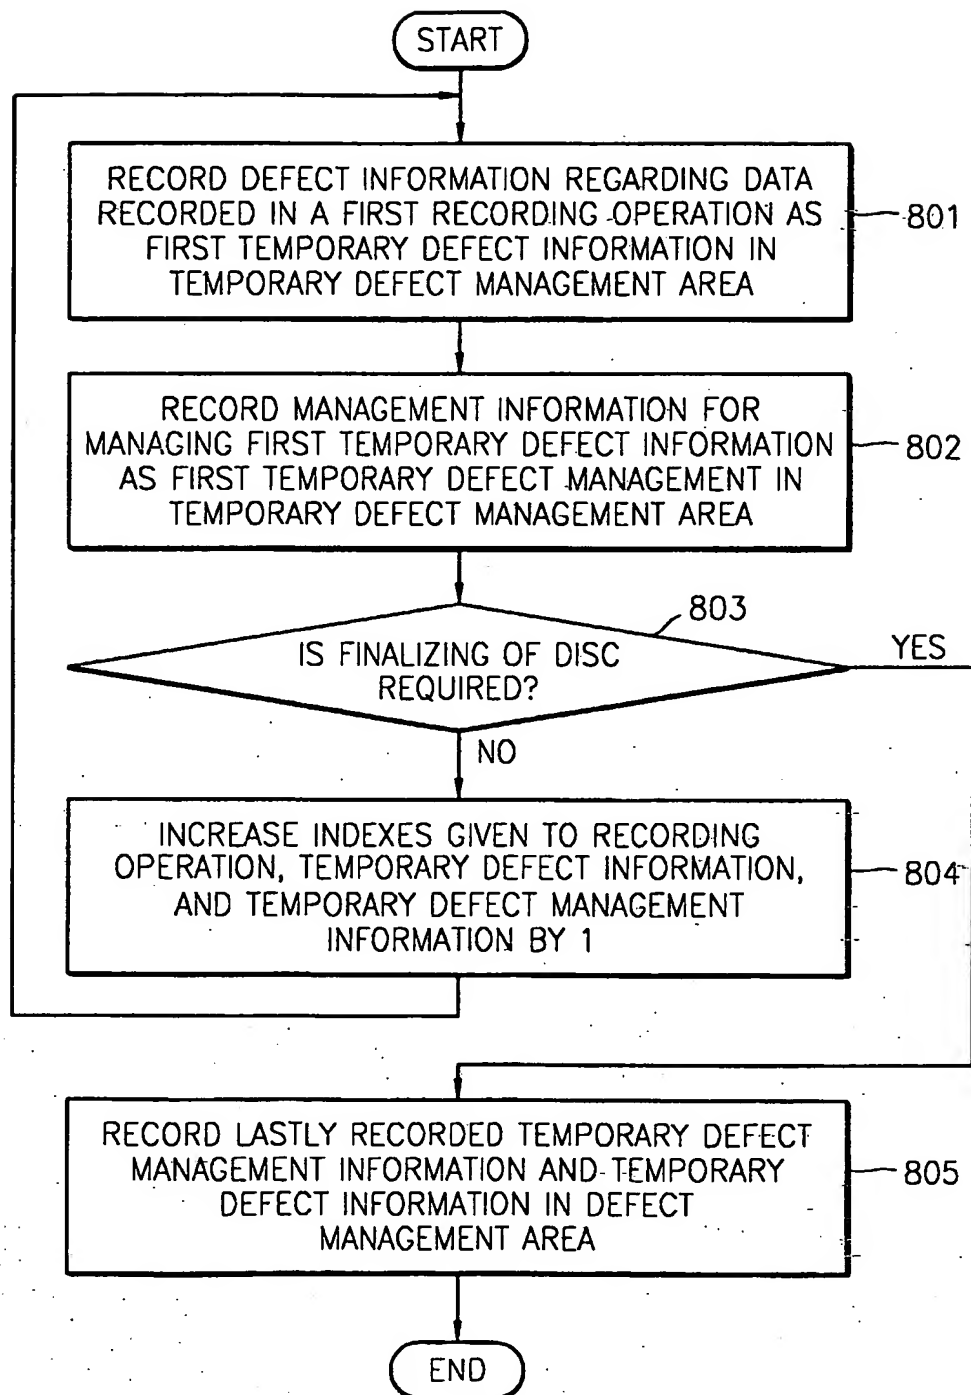 START
RECORD DEFECT INFORMATION REGARDING DATA
RECORDED IN A FIRST RECORDING OPERATION AS
FIRST TEMPORARY DEFECT INFORMATION IN
TEMPORARY DEFECT MANAGEMENT AREA
801
RECORD MANAGEMENT INFORMATION FOR
MANAGING FIRST TEMPORARY DEFECT INFORMATION
AS FIRST TEMPORARY DEFECT MANAGEMENT IN
TEMPORARY DEFECT MANAGEMENT AREA
802
803
IS FINALIZING OF DISC
REQUIRED?
YES
NO
INCREASE INDEXES GIVEN TO RECORDING
OPERATION, TEMPORARY DEFECT INFORMATION,
AND TEMPORARY DEFECT MANAGEMENT
INFORMATION BY 1
804
RECORD LASTLY RECORDED TEMPORARY DEFECT
MANAGEMENT INFORMATION AND TEMPORARY
DEFECT INFORMATION IN DEFECT
MANAGEMENT AREA
805
END